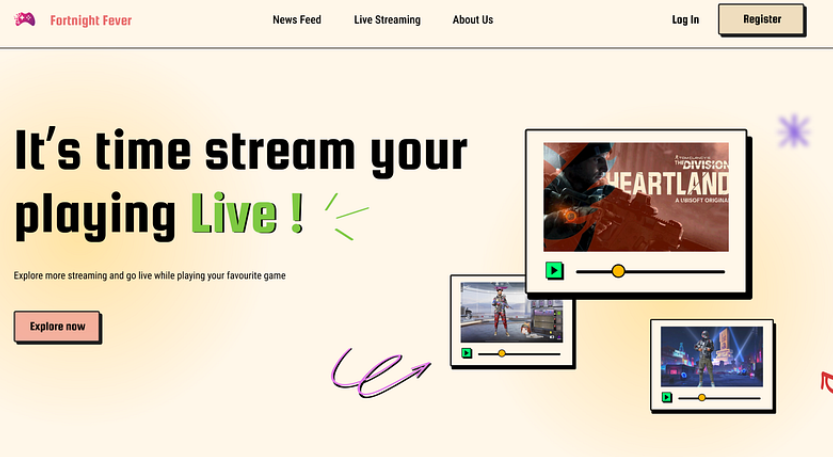 Fortnight Fever
News Feed
Live Streaming
About Us
Log In
Register
It's time stream your
playing Live !
Explore more streaming and go live while playing your favourite game
Explore now
THE DIVISION
HEARTLAND
A UBISOFT ORIGINAL